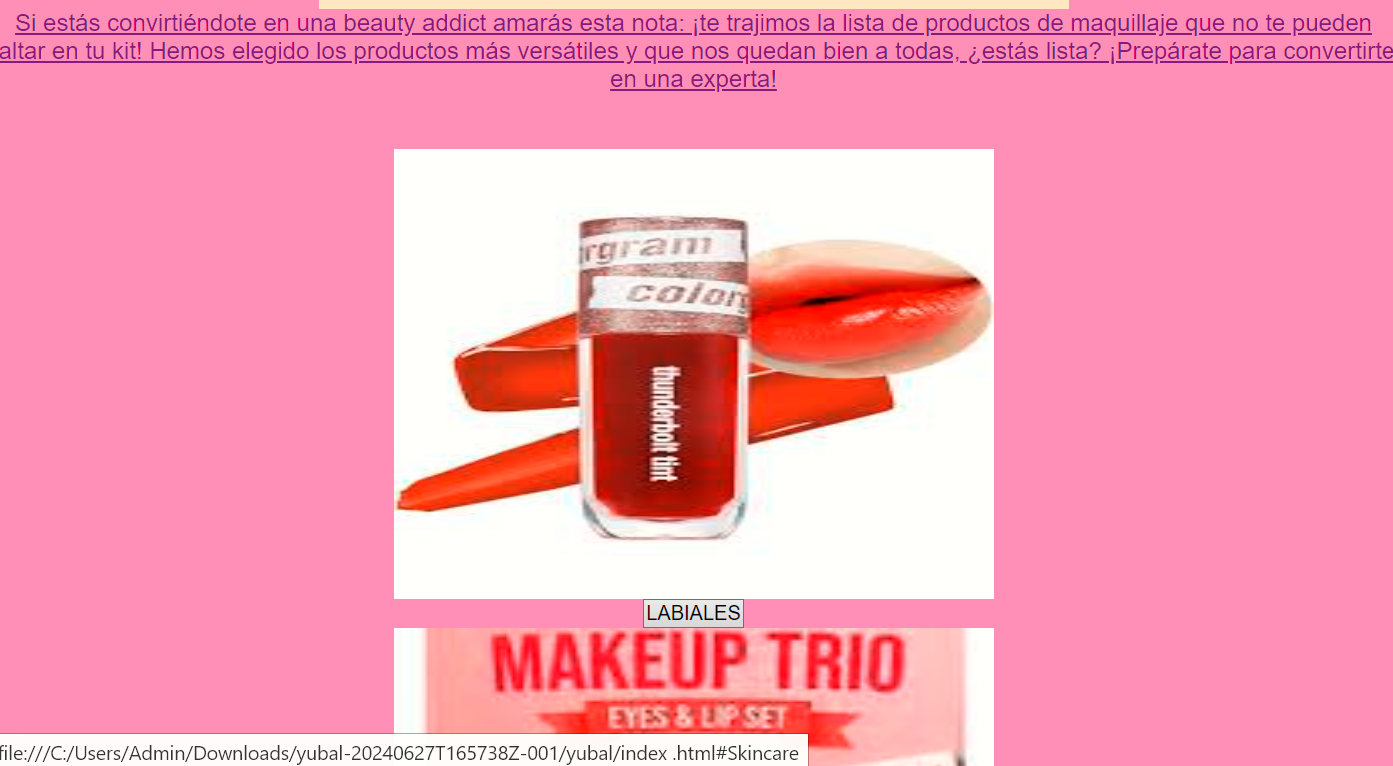 Si estás convirtiéndote en una beauty addict amarás esta nota: ¡te trajimos la lista de productos de maquillaje que no te pueden
altar en tu kit! Hemos elegido los productos más versátiles y que nos quedan bien a todas, ¿estás lista? ¡Prepárate para convertirte
en una experta!
rgram
color
thunderbolt tint
LABIALES
MAKEUP TRIO
EYES & LIP SET
file:///C:/Users/Admin/Downloads/yubal-20240627T165738Z-001/yubal/index .html#Skincare